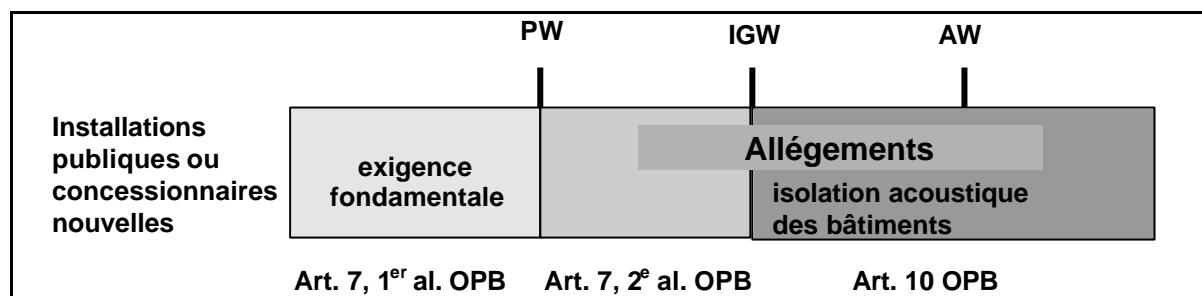 PW IGW AW
Installations
publiques ou
concessionnaires
nouvelles
exigence
fondamentale
Allégements
isolation acoustique
des bâtiments
Art. 7, 1er al. OPB Art. 7, 2e al. OPB Art. 10 OPB